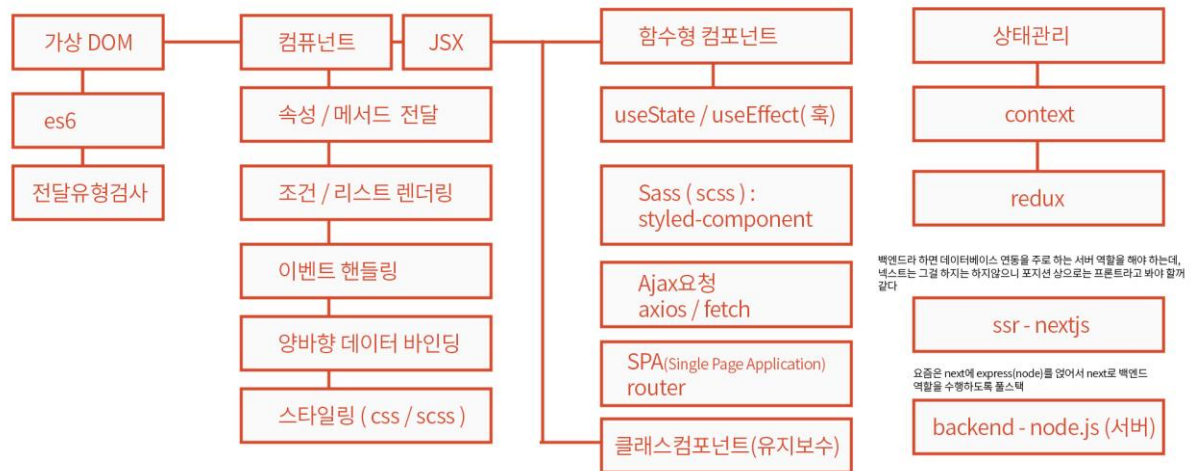 가상 DOM
es6
전달유형검사
컴퓨넌트
JSX
속성 / 메서드 전달
조건 / 리스트 렌더링
이벤트 핸들링
양바향 데이터 바인딩
스타일링 ( css / scss )
함수형 컴포넌트
useState / useEffect( 훅)
Sass ( scss ) :
styled-component
Ajax요청
axios / fetch
SPA(Single Page Application)
router
클래스컴포넌트(유지보수)
상태관리
context
redux
백엔드라 하면 데이터베이스 연동을 주로 하는 서버 역할을 해야 하는데,
넥스트는 그걸 하지는 하지않으니 포지션 상으로는 프론트라고 봐야 할꺼
같다
ssr - nextjs
요즘은 next에 express(node)를 얹어서 next로 백엔드
역할을 수행하도록 풀스택
backend - node.js (서버)